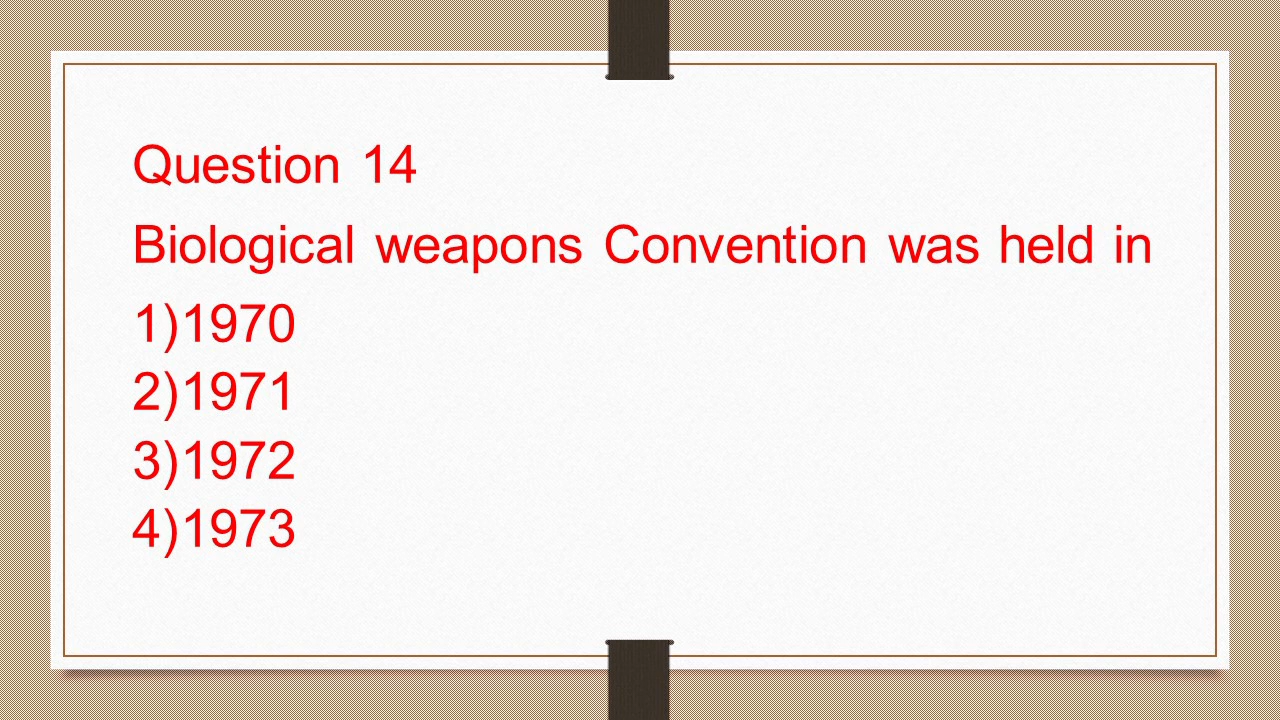 Question 14
Biological weapons Convention was held in
1)1970
2)1971
3)1972
4)1973